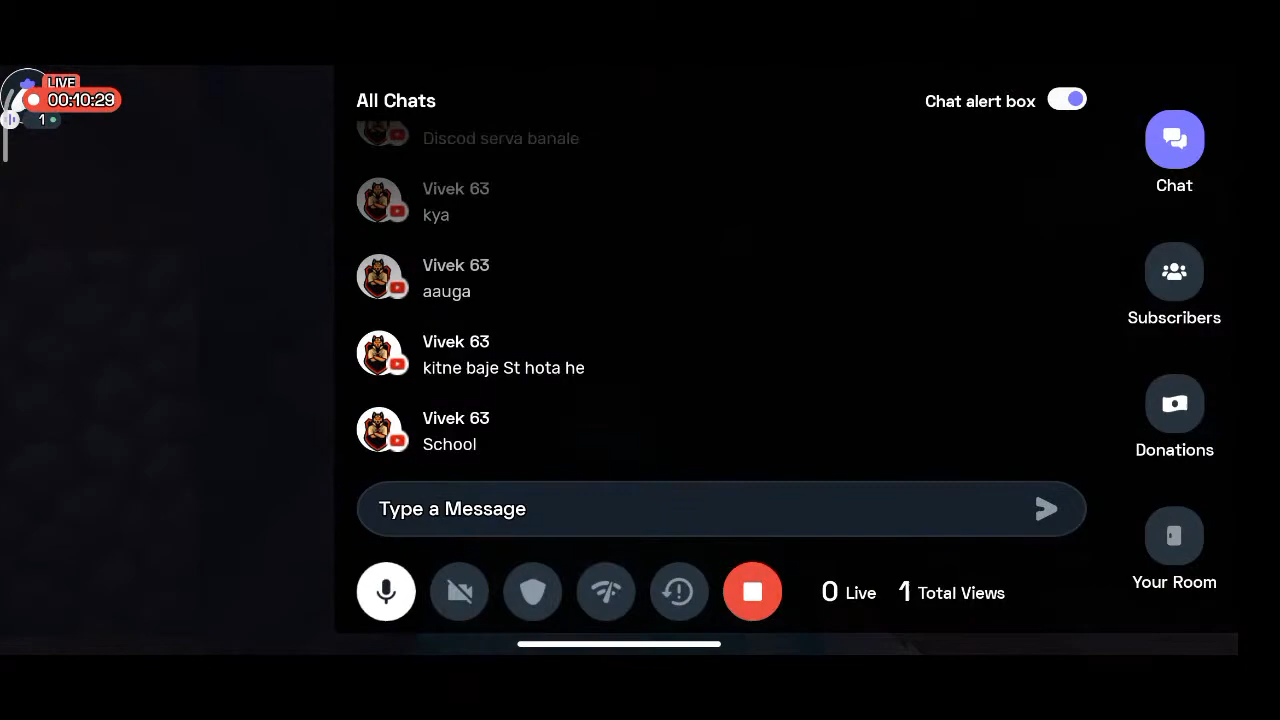 LIVE
00:10:29
1
All Chats
Chat alert box
Discod serva banale
Vivek 63
kya
Vivek 63
aauga
Vivek 63
kitne baje St hota he
Vivek 63
School
Type a Message
0 Live 1 Total Views
Chat
Subscribers
Donations
Your Room